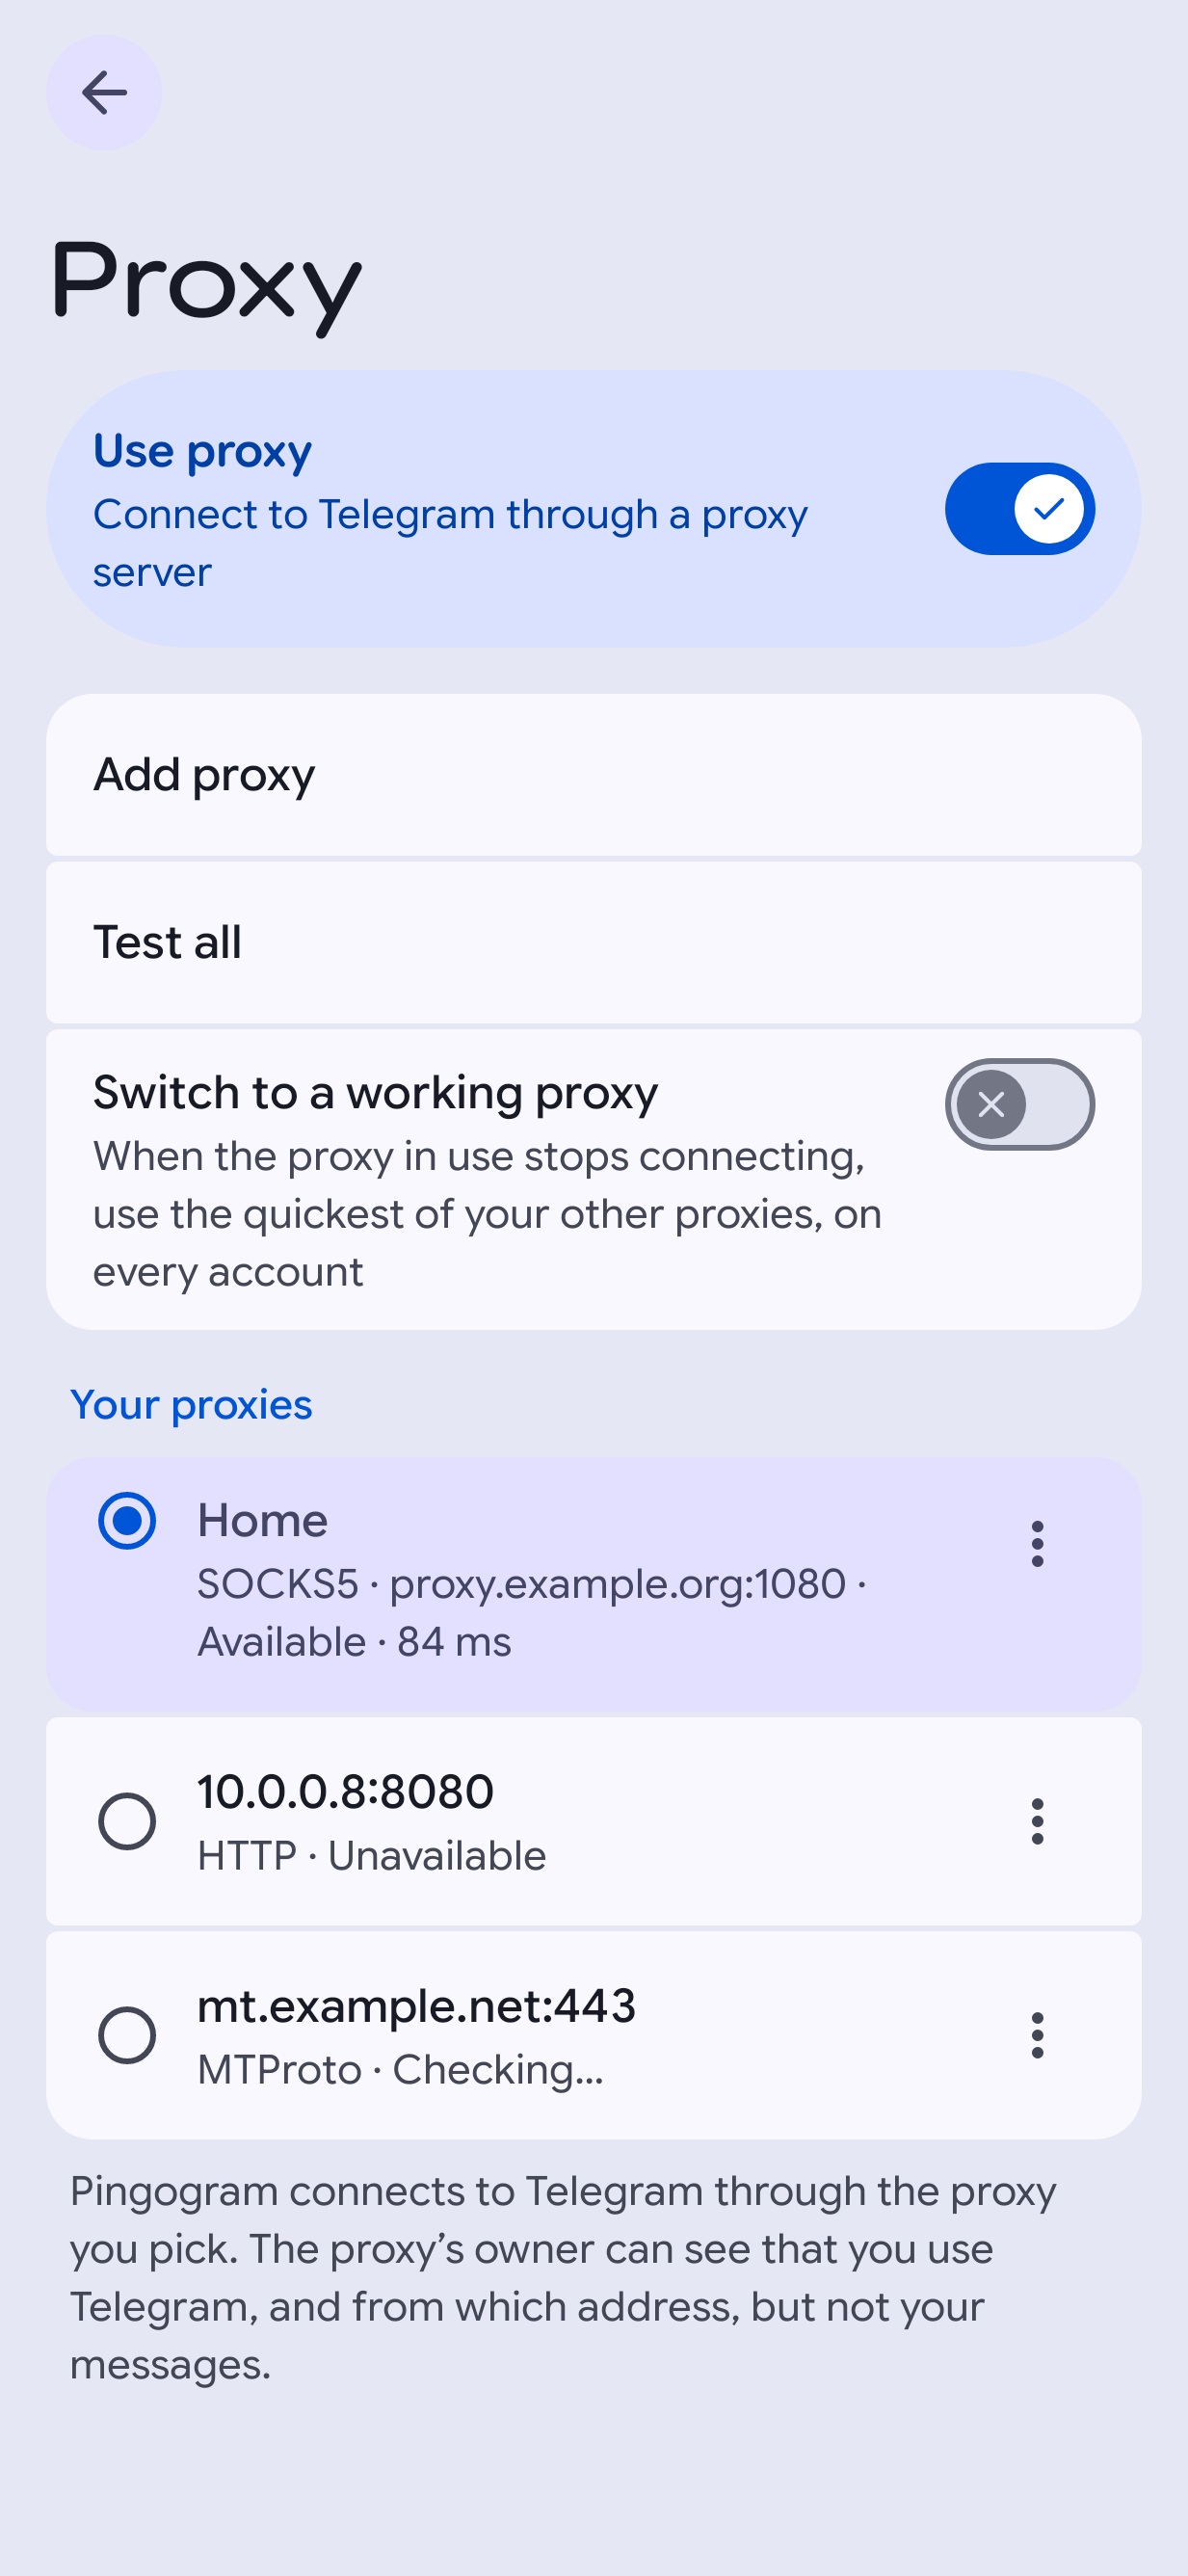 Proxy
Use proxy
Connect to Telegram through a proxy
server
Add proxy
Test all
Switch to a working proxy
When the proxy in use stops connecting,
use the quickest of your other proxies, on
every account
Your proxies
Home
SOCKS5 · proxy.example.org:1080 ·
Available · 84 ms
10.0.0.8:8080
HTTP · Unavailable
mt.example.net:443
MTProto · Checking…
Pingogram connects to Telegram through the proxy
you pick. The proxy’s owner can see that you use
Telegram, and from which address, but not your
messages.